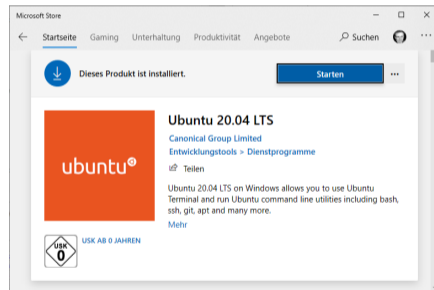 Microsoft Store
Startseite Gaming Unterhaltung Produktivität Angebote Suchen
Dieses Produkt ist installiert. Starten
Ubuntu 20.04 LTS
Canonical Group Limited
Entwicklungstools > Dienstprogramme
Teilen
ubuntu
Ubuntu 20.04 LTS on Windows allows you to use Ubuntu
Terminal and run Ubuntu command line utilities including bash,
ssh, git, apt and many more.
Mehr
USK
0
USK AB 0 JAHREN